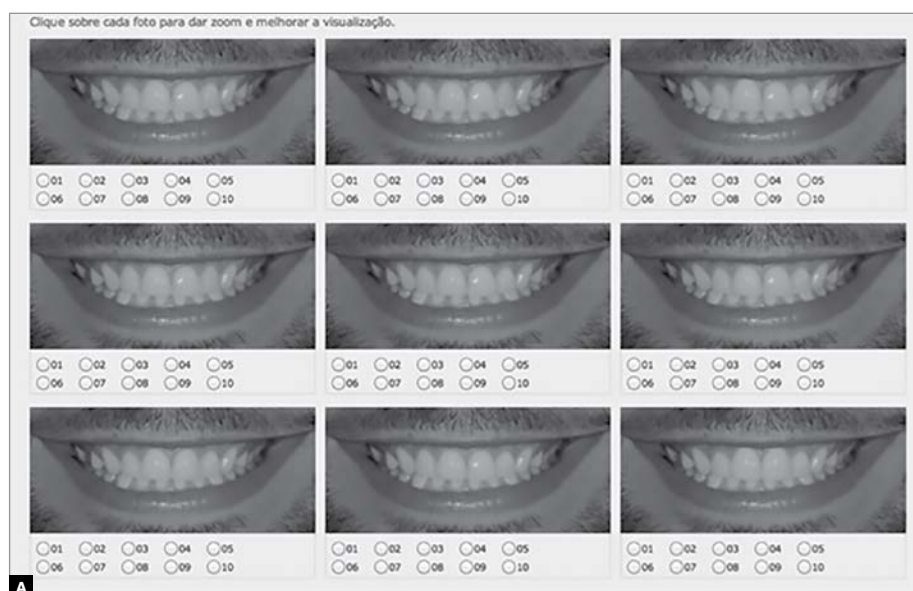 Clique sobre cada foto para dar zoom e melhorar a visualização.
01 02 03 04 05 01 02 03 04 05 01 02 03 04 05
06 07 08 09 10 06 07 08 09 10 06 07 08 09 10
01 02 03 04 05 01 02 03 04 05 01 02 03 04 05
06 07 08 09 10 06 07 08 09 10 06 07 08 09 10
01 02 03 04 05 01 02 03 04 05 01 02 03 04 05
06 07 08 09 10 06 07 08 09 10 06 07 08 09 10
A